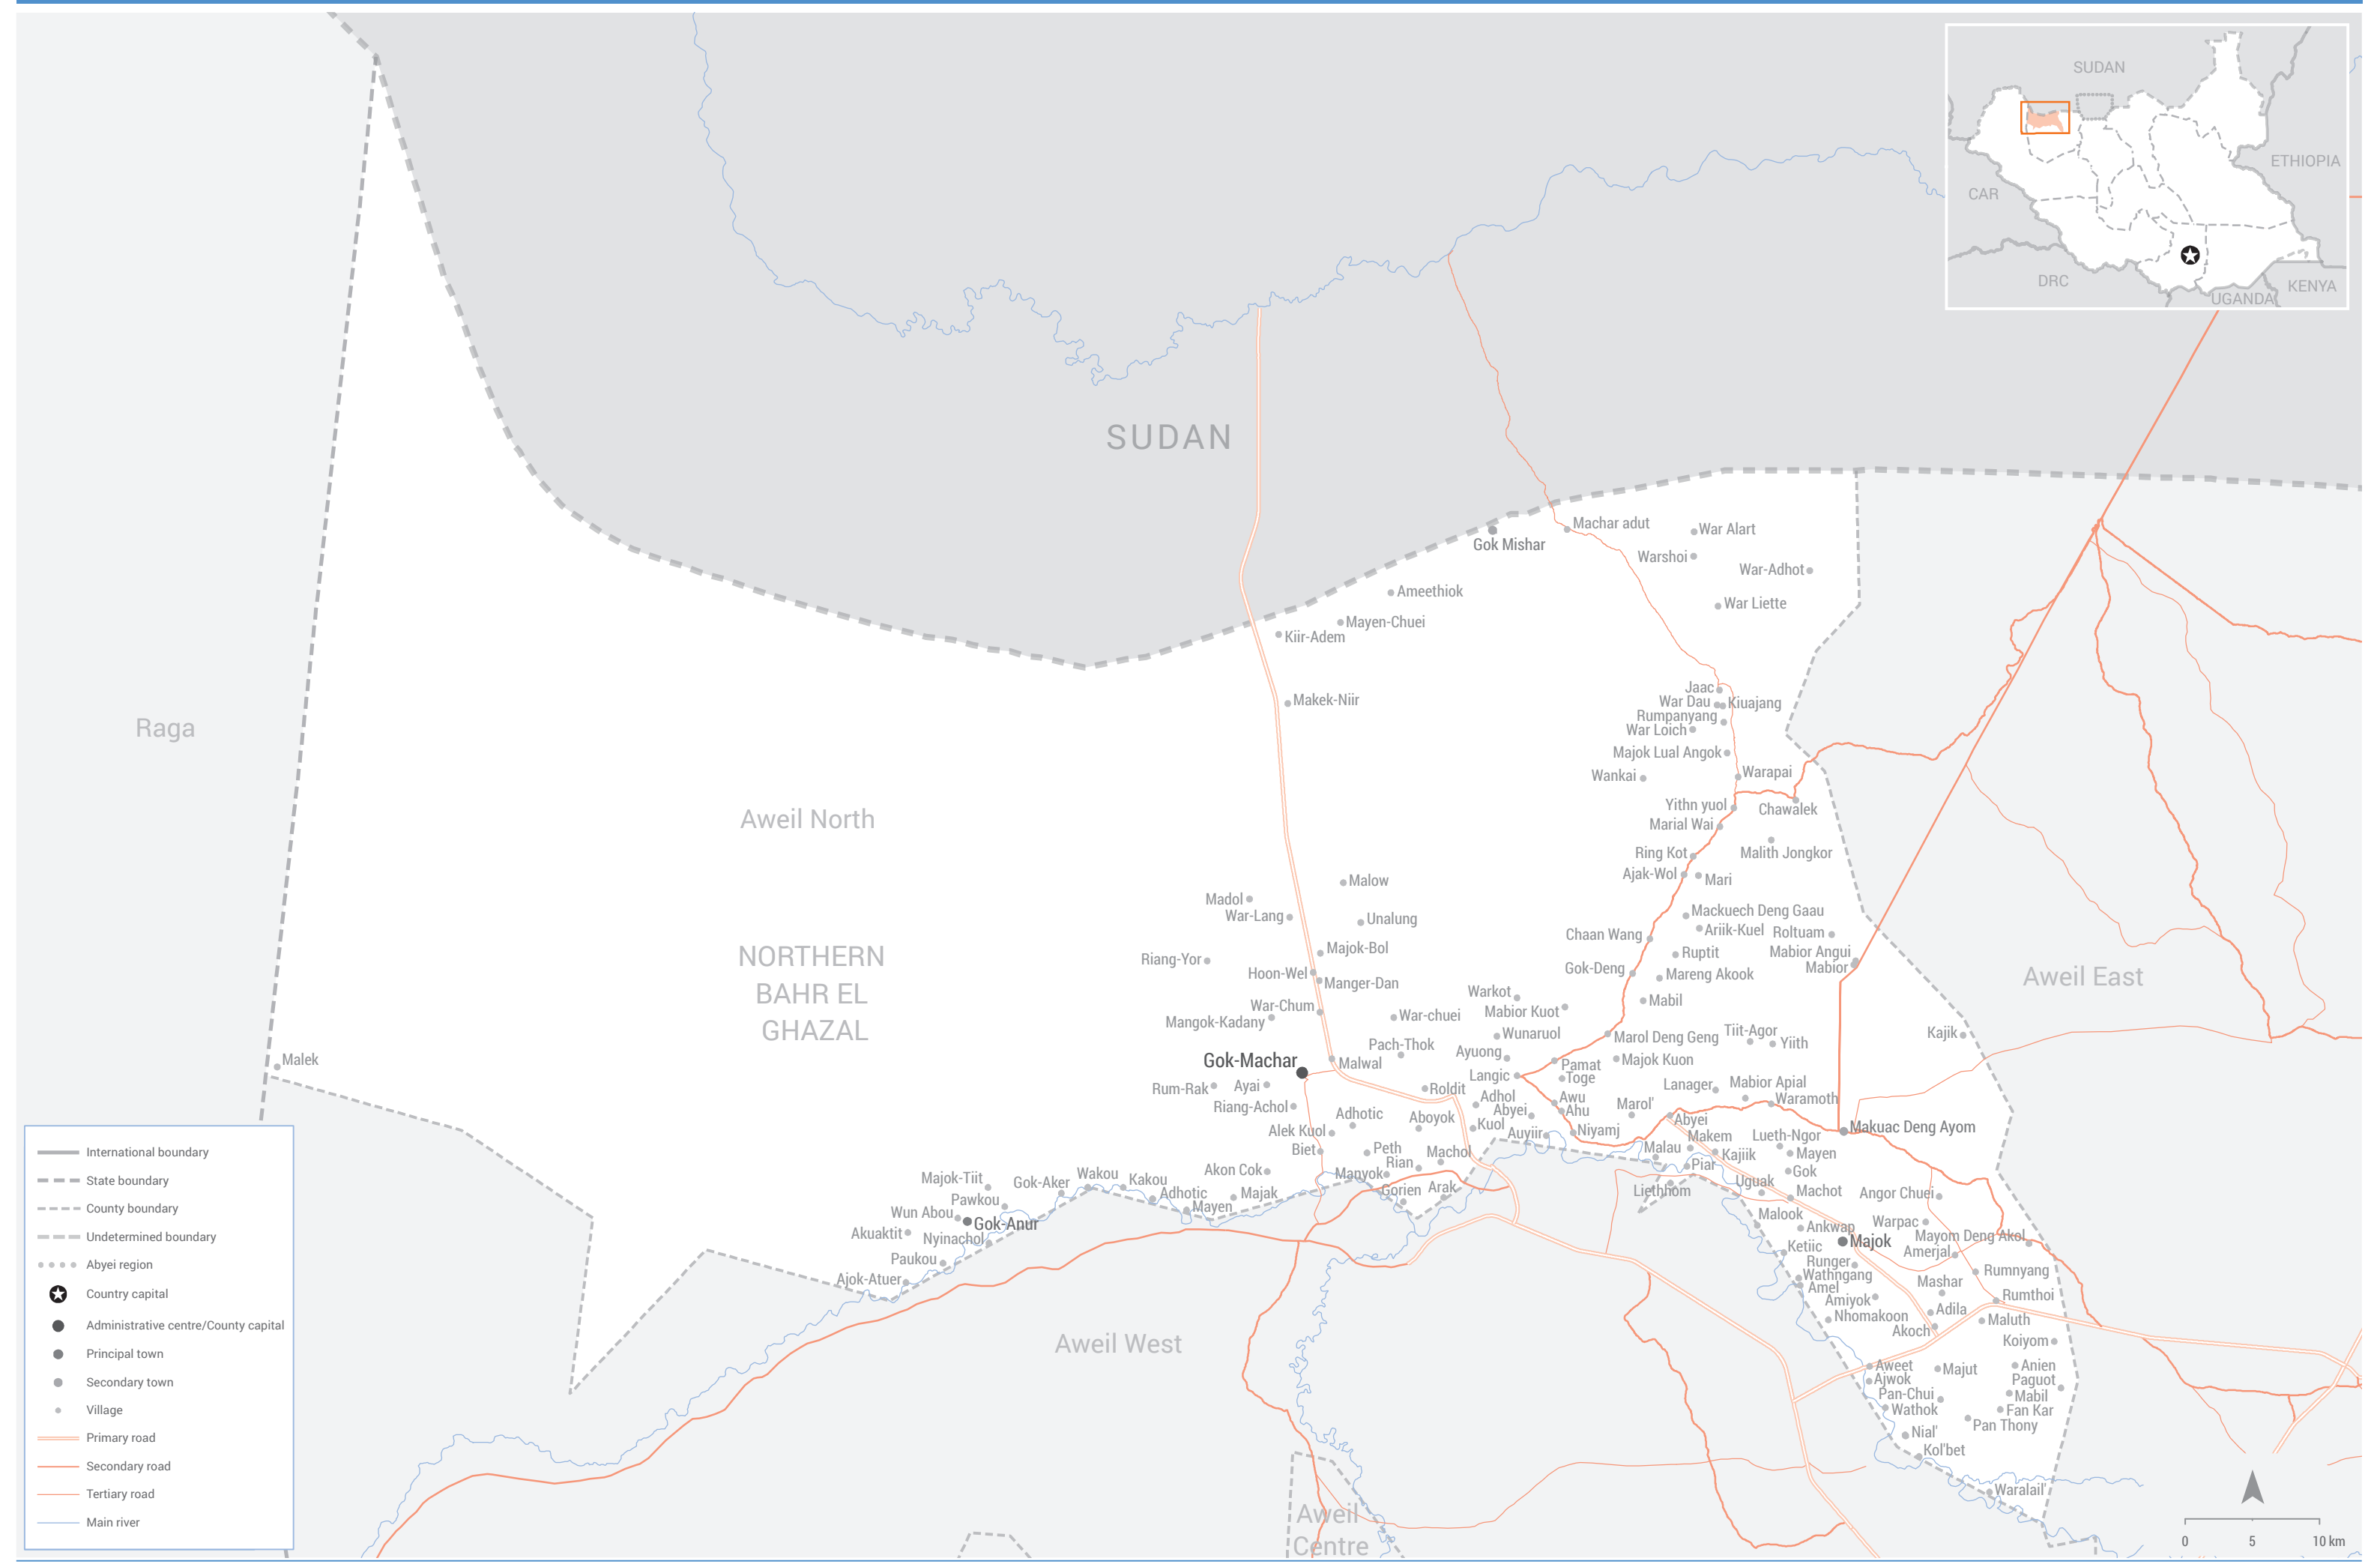 SUDAN
ETHIOPIA
CAR
DRC
UGANDA
KENYA
SUDAN
Machar adut
War Alart
Gok Mishar
Warshoi
War-Adhot
Ameethiok
War Liette
Mayen-Chuei
Kiir-Adem
Jaac
Makek-Niir
War Dau
Kiuajang
Rumpanyang
Raga
War Loich
Majok Lual Angok
Warapai
Wankai
Yithn yuol
Chawalek
Aweil North
Marial Wai
Ring Kot
Malith Jongkor
Ajak-Wol
Mari
Malow
Madol
War-Lang
Unalung
Mackuech Deng Gaau
Ariik-Kuel
Roltuam
Chaan Wang
Majok-Bol
Ruptit
Mabior Angui
NORTHERN
BAHR EL
GHAZAL
Riang-Yor
Hoon-Wel
Manger-Dan
Gok-Deng
Mareng Akook
Mabior
Aweil East
Warkot
Mabil
War-Chum
Mabior Kuot
Mangok-Kadany
War-chuei
Wunaruol
Marol Deng Geng
Tiit-Agor
Yiith
Kajik
Pach-Thok
Ayuong
Malek
Gok-Machar
Malwal
Pamat
Majok Kuon
Langic
Toge
Rum-Rak
Ayai
Roldit
Lanager
Mabior Apial
Riang-Achol
Adhol
Awu
Waramoth
Adhotic
Aboyok
Abyei
Ahu
Marol'
Abyei
Alek Kuol
Kuol
Auyiir
Niyamj
Makuac Deng Ayom
Makem
Lueth-Ngor
Biet
Peth
Machol
Malau
Kajiik
Mayen
Rian
Piar
Gok
Akon Cok
Manyok
Majok-Tiit
Gok-Aker
Wakou
Kakou
Adhotic
Majak
Gorien
Arak
Liethhom
Uguak
Machot
Angor Chuei
Pawkou
Mayen
Wun Abou
Gok-Anur
Malook
Ankwap
Warpac
Akuaktit
Nyinachol
Majok
Mayom Deng Akol
Ketiic
Amerjal
Paukou
Runger
Rumnyang
Wathngang
Ajok-Atuer
Amel
Mashar
Amiyok
Rumthoi
Nhomakoon
Adila
Maluth
Akoch
Koiyom
Aweil West
Aweet
Majut
Anien
Ajwok
Paguot
Pan-Chui
Mabil
Wathok
Fan Kar
Pan Thony
Nial'
Kol'bet
Waralail'
Aweil
Centre
International boundary
State boundary
County boundary
Undetermined boundary
Abyei region
Country capital
Administrative centre/County capital
Principal town
Secondary town
Village
Primary road
Secondary road
Tertiary road
Main river
0 5 10 km